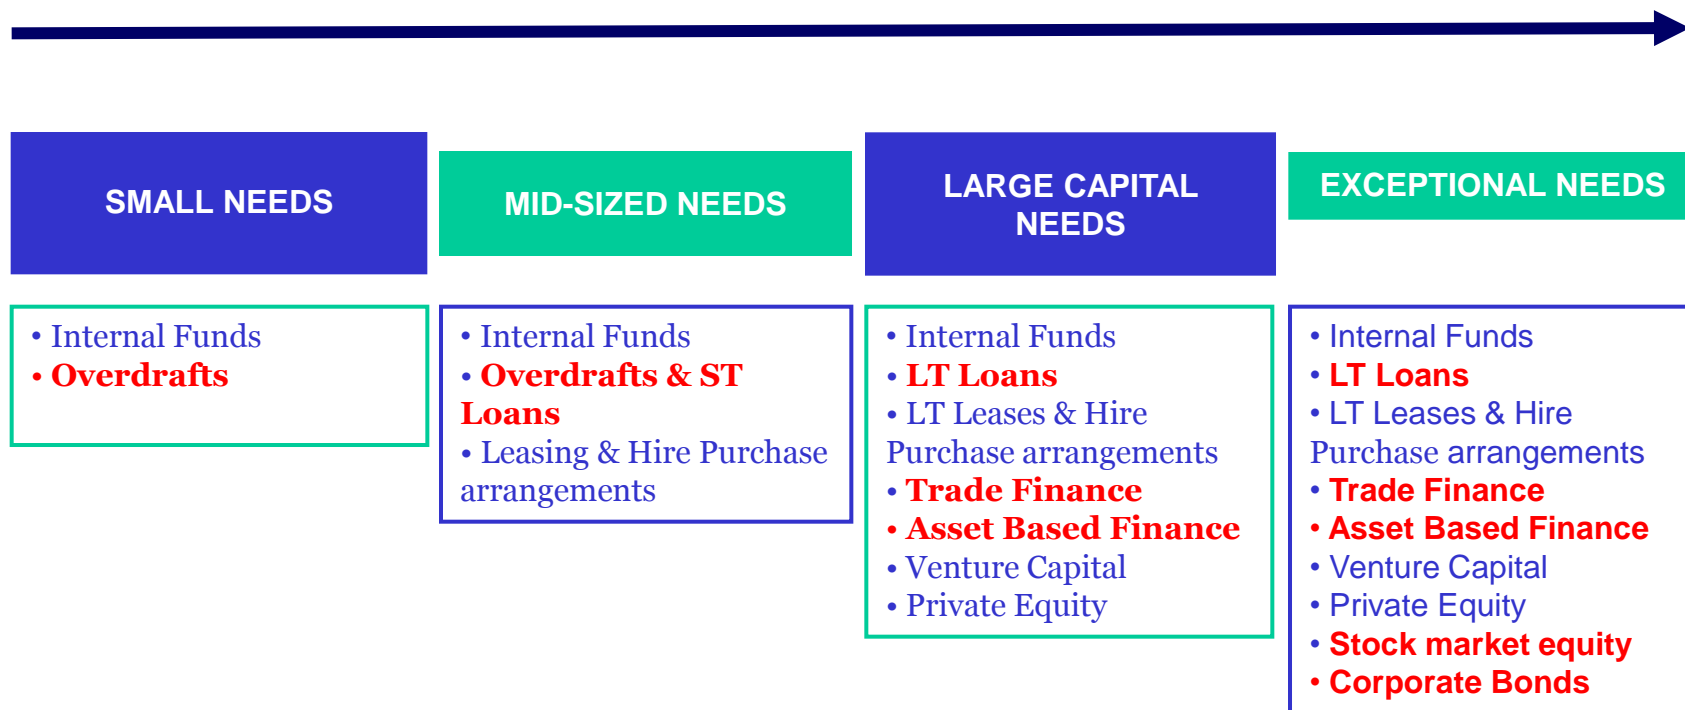 SMALL NEEDS
• Internal Funds
• Overdrafts
MID-SIZED NEEDS
• Internal Funds
• Overdrafts & ST
Loans
• Leasing & Hire Purchase
arrangements
LARGE CAPITAL
NEEDS
• Internal Funds
• LT Loans
• LT Leases & Hire
Purchase arrangements
• Trade Finance
• Asset Based Finance
• Venture Capital
• Private Equity
EXCEPTIONAL NEEDS
• Internal Funds
• LT Loans
• LT Leases & Hire
Purchase arrangements
• Trade Finance
• Asset Based Finance
• Venture Capital
• Private Equity
• Stock market equity
• Corporate Bonds